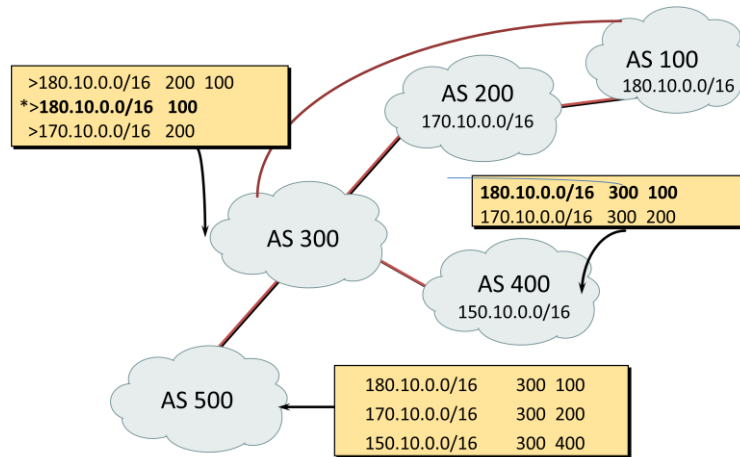 >180.10.0.0/16 200 100
*>180.10.0.0/16 100
>170.10.0.0/16 200
AS 100
180.10.0.0/16
AS 200
170.10.0.0/16
180.10.0.0/16 300 100
170.10.0.0/16 300 200
AS 300
AS 400
150.10.0.0/16
AS 500
180.10.0.0/16 300 100
170.10.0.0/16 300 200
150.10.0.0/16 300 400